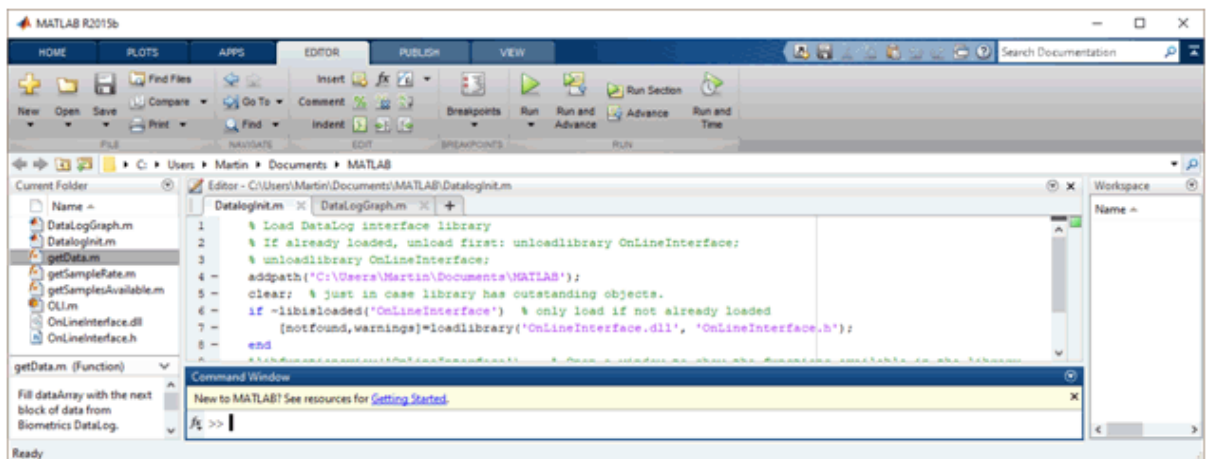 MATLAB R2015b
HOME PLOTS APPS EDITOR PUBLISH VIEW
Search Documentation
New Open Save
Find Files
Compare
Print
Go To
Find
Insert fx
Comment
Indent
Breakpoints
Run
Run and Advance
Run Section
Advance
Run and Time
FILE NAVIGATE EDIT BREAKPOINTS RUN
C: Users Martin Documents MATLAB
Current Folder
Name
DataLogGraph.m
DatalogInit.m
getData.m
getSampleRate.m
getSamplesAvailable.m
OLI.m
OnLineInterface.dll
OnLineInterface.h
getData.m (Function)
Fill dataArray with the next
block of data from
Biometrics DataLog.
Editor - C:\Users\Martin\Documents\MATLAB\DatalogInit.m
DatalogInit.m DataLogGraph.m +
1 % Load DataLog interface library
2 % If already loaded, unload first: unloadlibrary OnLineInterface;
3 % unloadlibrary OnLineInterface;
4 - addpath('C:\Users\Martin\Documents\MATLAB');
5 - clear; % just in case library has outstanding objects.
6 - if ~libisloaded('OnLineInterface') % only load if not already loaded
7 - [notfound,warnings]=loadlibrary('OnLineInterface.dll', 'OnLineInterface.h');
8 - end
Command Window
New to MATLAB? See resources for Getting Started.
fx >>
Workspace
Name
Ready